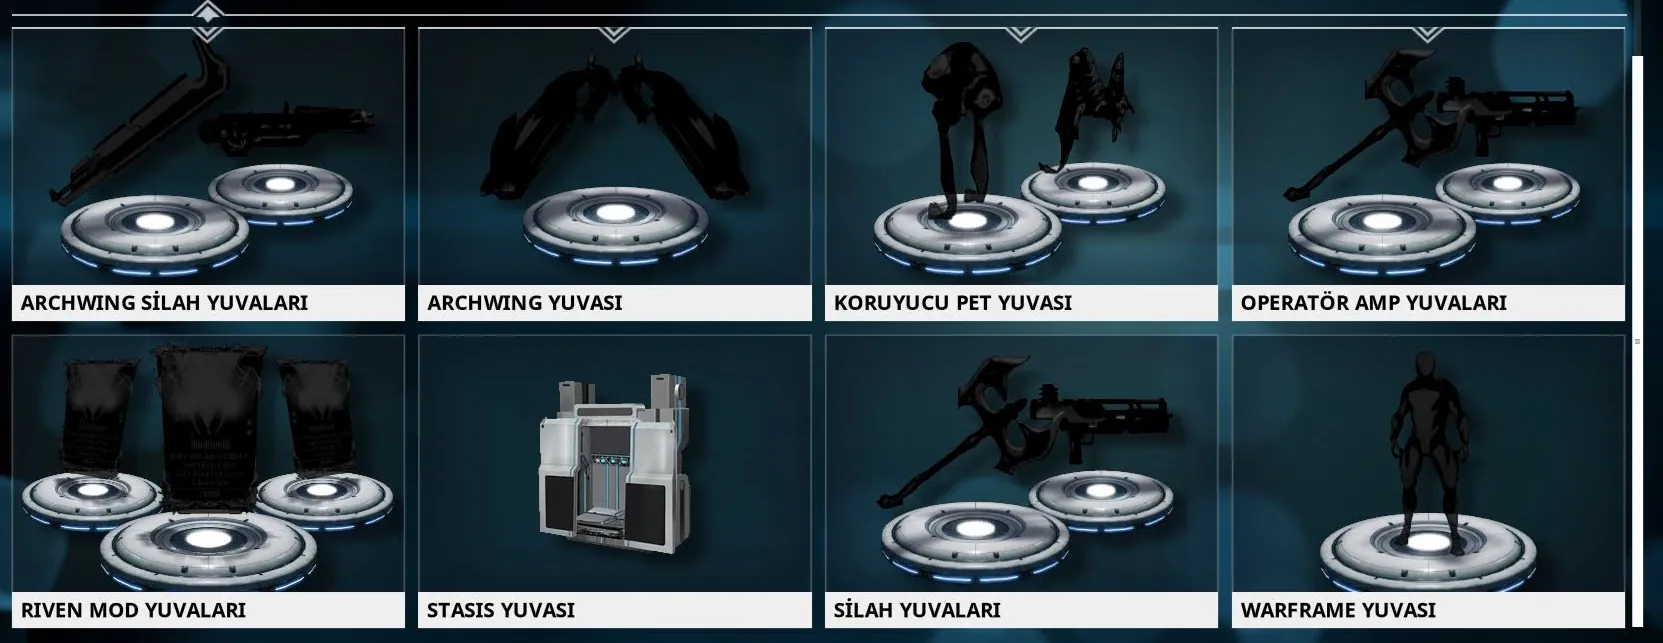 ARCHWING SİLAH YUVALARI
ARCHWING YUVASI
KORUYUCU PET YUVASI
OPERATÖR AMP YUVALARI
RIVEN MOD YUVALARI
STASIS YUVASI
SİLAH YUVALARI
WARFRAME YUVASI